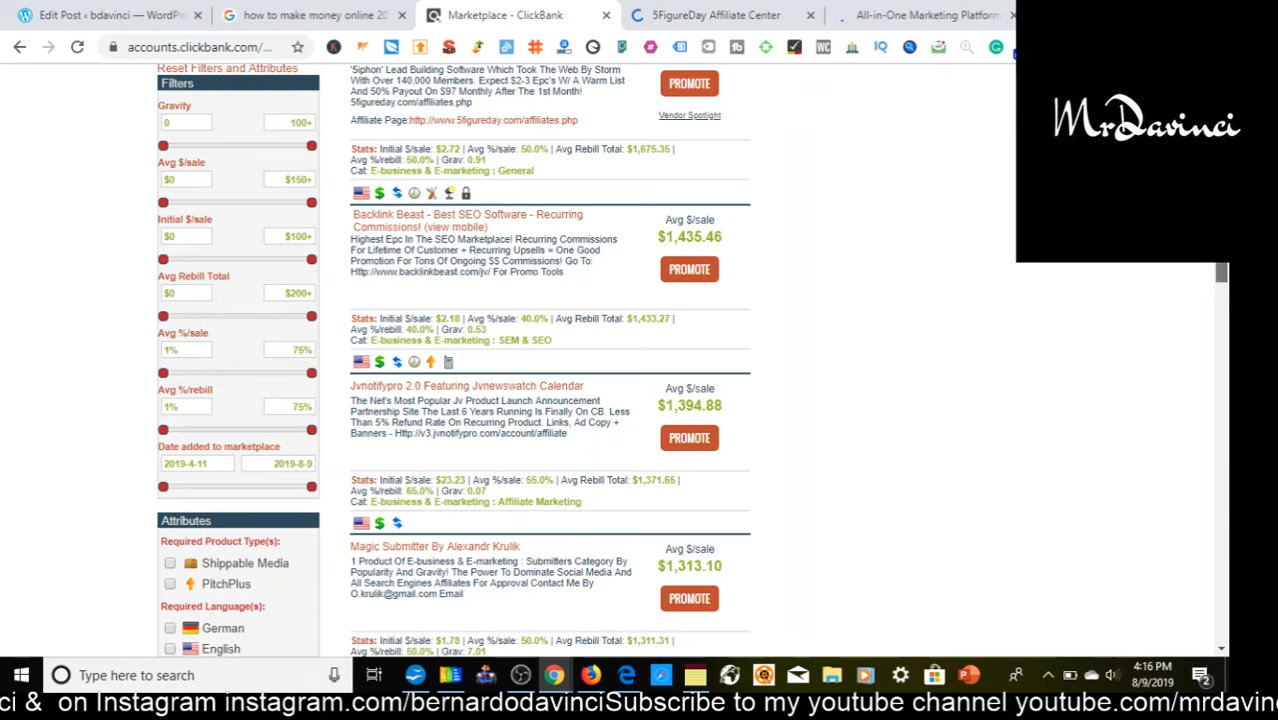 Edit Post ‹ bdavinci — WordPr
how to make money online 20
Marketplace - ClickBank
5FigureDay Affiliate Center
All-in-One Marketing Platform
accounts.clickbank.com/...
MrDavinci
Reset Filters and Attributes
Filters
Gravity
0
100+
Avg $/sale
$0
$150+
Initial $/sale
$0
$100+
Avg Rebill Total
$0
$200+
Avg %/sale
1%
75%
Avg %/rebill
1%
75%
Date added to marketplace
2019-4-11
2019-8-9
Attributes
Required Product Type(s):
Shippable Media
PitchPlus
Required Language(s):
German
English
'Siphon' Lead Building Software Which Took The Web By Storm
With Over 140,000 Members. Expect $2-3 Epc's W/ A Warm List
And 50% Payout On $97 Monthly After The 1st Month!
5figureday.com/affiliates.php
Affiliate Page:http://www.5figureday.com/affiliates.php
PROMOTE
Vendor Spotlight
Stats: Initial $/sale: $2.72 | Avg %/sale: 50.0% | Avg Rebill Total: $1,675.35 |
Avg %/rebill: 50.0% | Grav: 0.91
Cat: E-business & E-marketing : General
Backlink Beast - Best SEO Software - Recurring
Commissions! (view mobile)
Highest Epc In The SEO Marketplace! Recurring Commissions
For Lifetime Of Customer + Recurring Upsells = One Good
Promotion For Tons Of Ongoing $$ Commissions! Go To:
Http://www.backlinkbeast.com/jv/ For Promo Tools
Avg $/sale
$1,435.46
PROMOTE
Stats: Initial $/sale: $2.18 | Avg %/sale: 40.0% | Avg Rebill Total: $1,433.27 |
Avg %/rebill: 40.0% | Grav: 0.53
Cat: E-business & E-marketing : SEM & SEO
Jvnotifypro 2.0 Featuring Jvnewswatch Calendar
The Net's Most Popular Jv Product Launch Announcement
Partnership Site The Last 6 Years Running Is Finally On CB. Less
Than 5% Refund Rate On Recurring Product. Links, Ad Copy +
Banners - Http://v3.jvnotifypro.com/account/affiliate
Avg $/sale
$1,394.88
PROMOTE
Stats: Initial $/sale: $23.23 | Avg %/sale: 55.0% | Avg Rebill Total: $1,371.65 |
Avg %/rebill: 65.0% | Grav: 0.07
Cat: E-business & E-marketing : Affiliate Marketing
Magic Submitter By Alexandr Krulik
1 Product Of E-business & E-marketing : Submitters Category By
Popularity And Gravity! The Power To Dominate Social Media And
All Search Engines Affiliates For Approval Contact Me By
O.krulik@gmail.com Email
Avg $/sale
$1,313.10
PROMOTE
Stats: Initial $/sale: $1.78 | Avg %/sale: 50.0% | Avg Rebill Total: $1,311.31 |
Avg %/rebill: 50.0% | Grav: 7.01
Type here to search
4:16 PM
8/9/2019
ci & on Instagram instagram.com/bernardodavinciSubscribe to my youtube channel youtube.com/mrdavinc